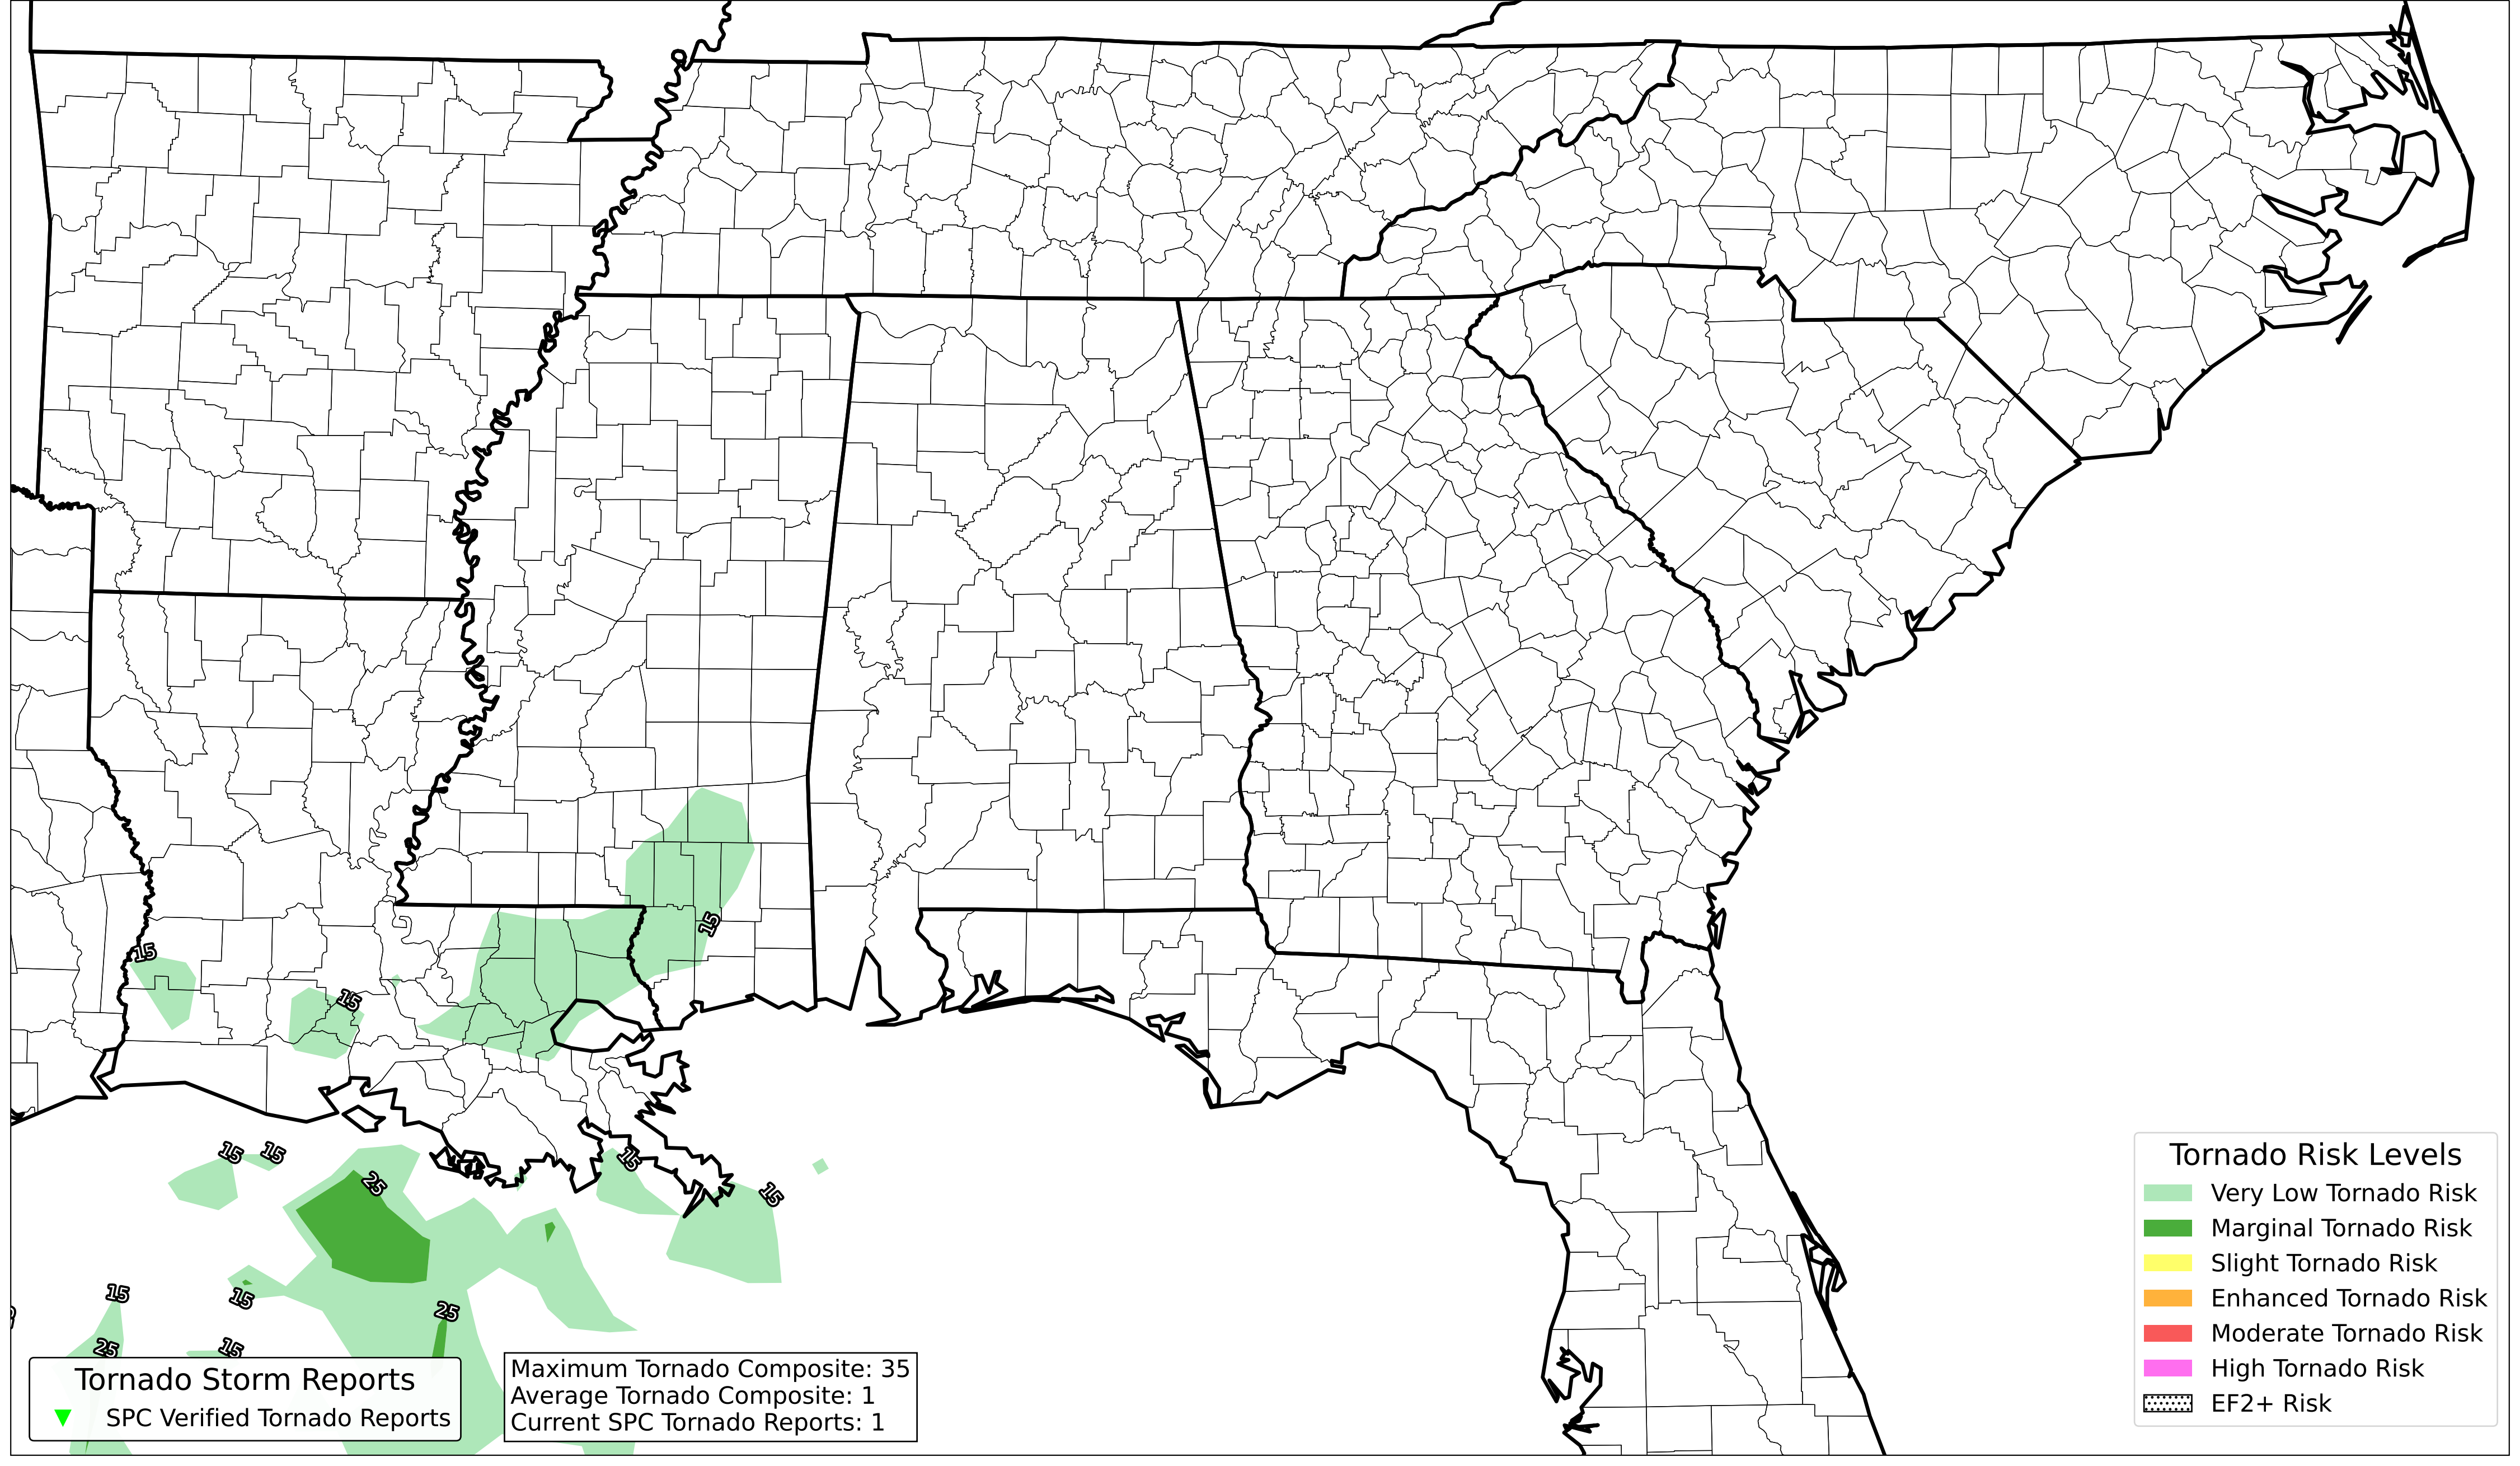 15
15
15
15
15
15
15
25
15
15
25
25
15
Tornado Storm Reports
SPC Verified Tornado Reports
Maximum Tornado Composite: 35
Average Tornado Composite: 1
Current SPC Tornado Reports: 1
Tornado Risk Levels
Very Low Tornado Risk
Marginal Tornado Risk
Slight Tornado Risk
Enhanced Tornado Risk
Moderate Tornado Risk
High Tornado Risk
EF2+ Risk